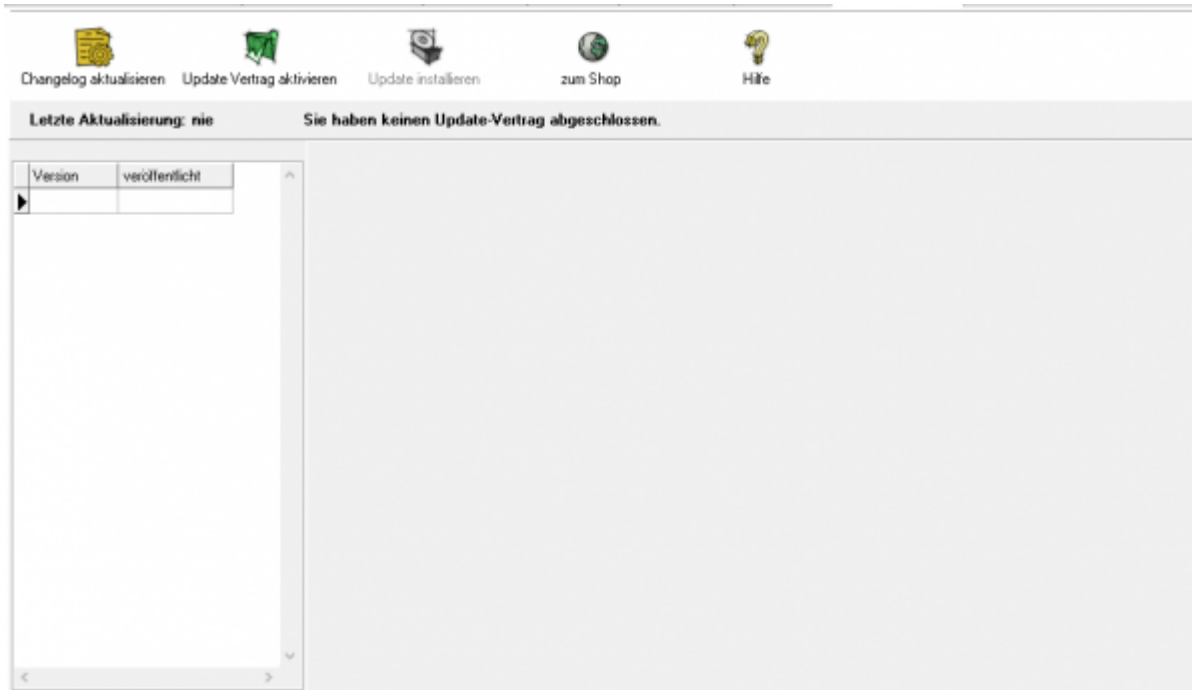 Changelog aktualisieren Update Vertrag aktivieren Update installieren zum Shop Hilfe
Letzte Aktualisierung: nie Sie haben keinen Update-Vertrag abgeschlossen.
Version veröffentlicht